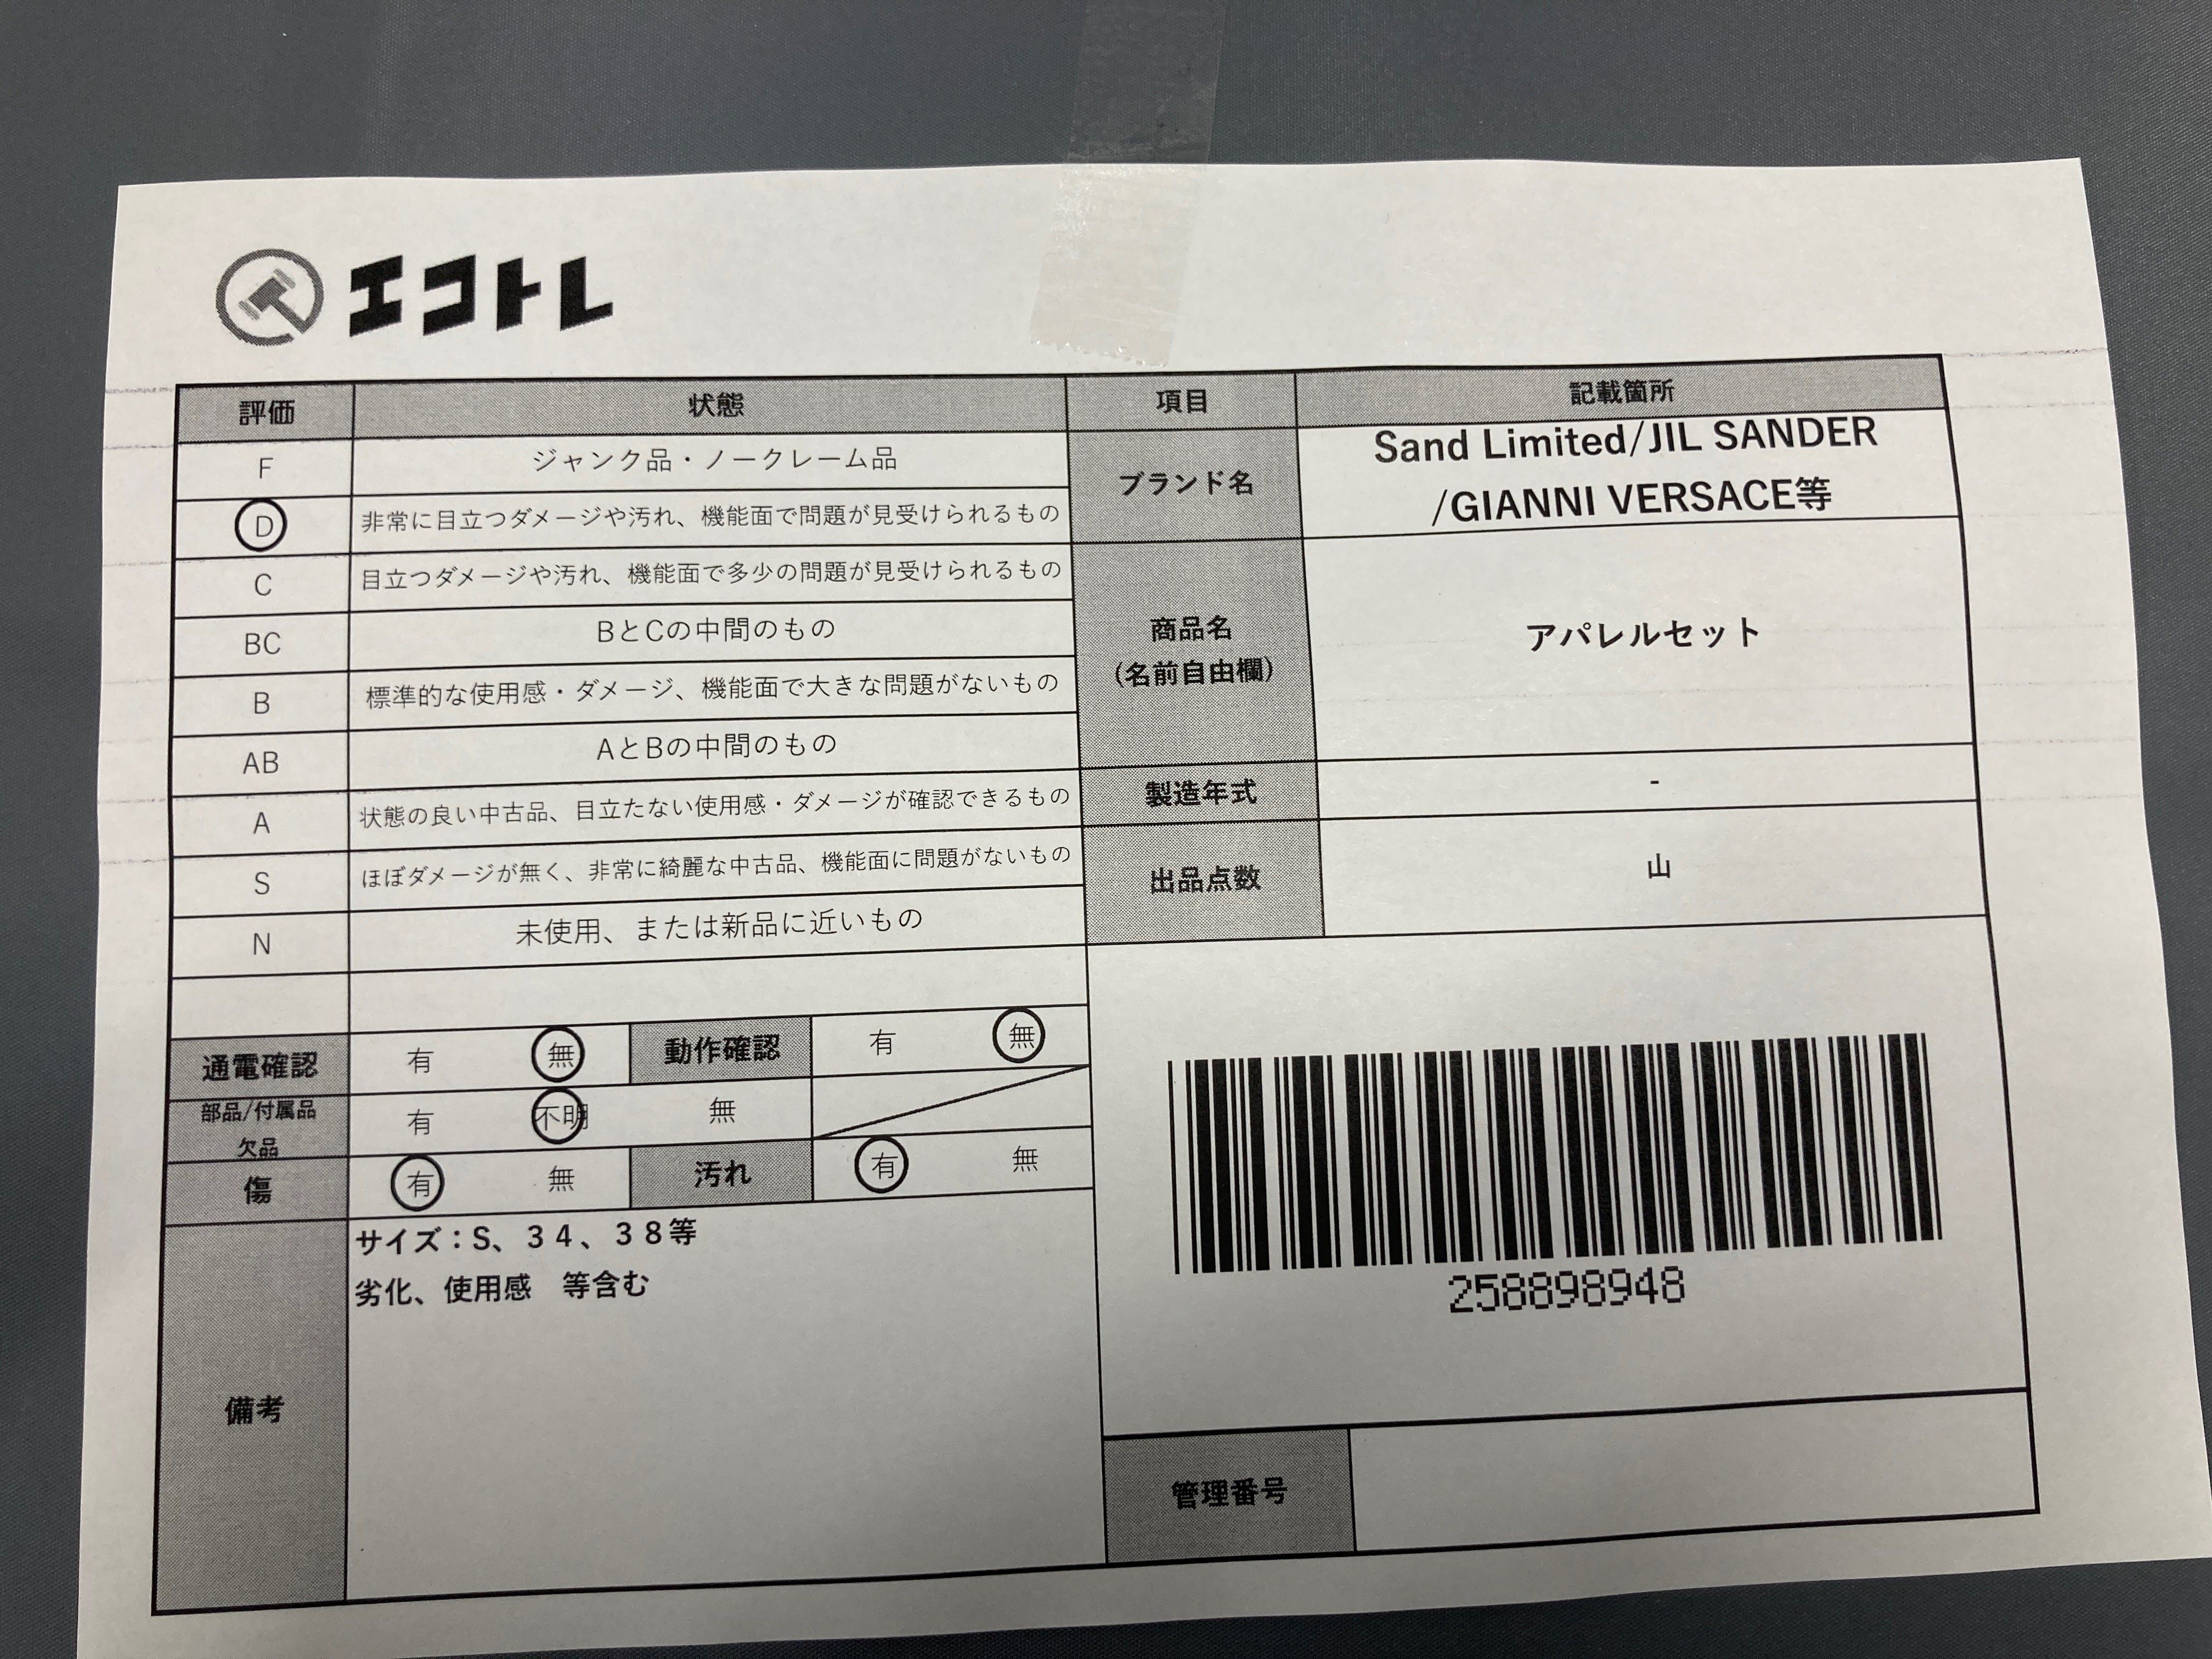 エコトレ
評価 状態 項目 記載箇所
F ジャンク品・ノークレーム品
D 非常に目立つダメージや汚れ、機能面で問題が見受けられるもの
C 目立つダメージや汚れ、機能面で多少の問題が見受けられるもの
BC BとCの中間のもの
B 標準的な使用感・ダメージ、機能面で大きな問題がないもの
AB AとBの中間のもの
A 状態の良い中古品、目立たない使用感・ダメージが確認できるもの
S ほぼダメージが無く、非常に綺麗な中古品、機能面に問題がないもの
N 未使用、または新品に近いもの
ブランド名
Sand Limited/JIL SANDER
/GIANNI VERSACE等
商品名
(名前自由欄)
アパレルセット
製造年式 -
出品点数 山
通電確認 有 無 動作確認 有 無
部品/付属品
欠品
有 不明 無
傷 有 無 汚れ 有 無
備考
サイズ：S、３４、３８等
劣化、使用感　等含む
258898948
管理番号